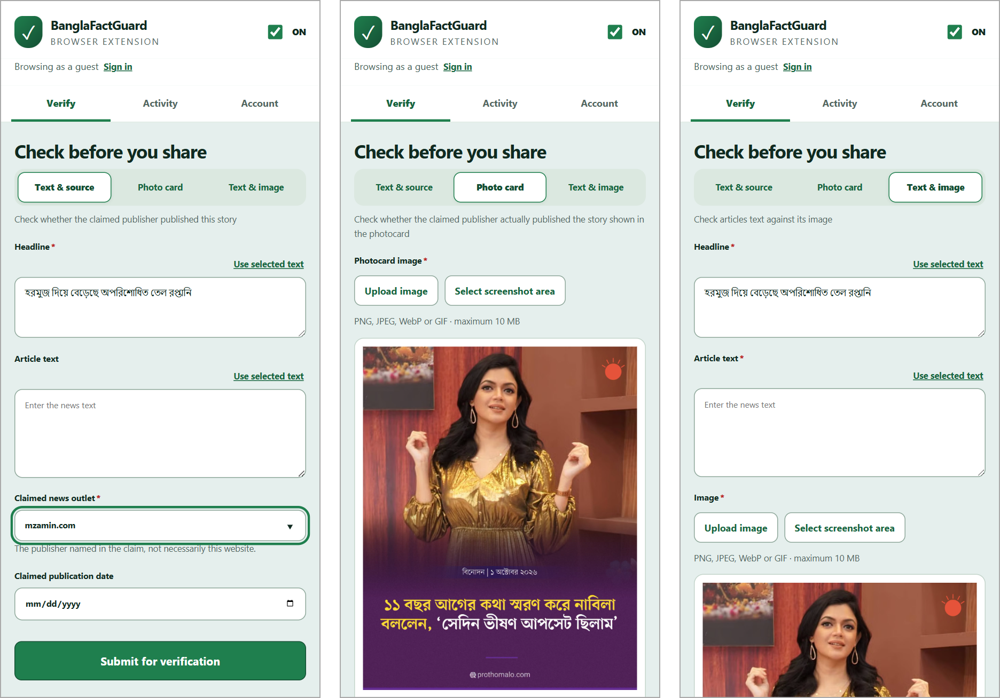 BanglaFactGuard
BROWSER EXTENSION
ON
Browsing as a guest Sign in
Verify Activity Account
Check before you share
Text & source Photo card Text & image
Check whether the claimed publisher published this story
Headline *
Use selected text
হরমুজ দিয়ে বেড়েছে অপরিশোধিত তেল রপ্তানি
Article text
Use selected text
Enter the news text
Claimed news outlet *
mzamin.com
The publisher named in the claim, not necessarily this website.
Claimed publication date
mm/dd/yyyy
Submit for verification
BanglaFactGuard
BROWSER EXTENSION
ON
Browsing as a guest Sign in
Verify Activity Account
Check before you share
Text & source Photo card Text & image
Check whether the claimed publisher actually published the story shown in
the photocard
Photocard image *
Upload image Select screenshot area
PNG, JPEG, WebP or GIF · maximum 10 MB
বিনোদন | ১ অক্টোবর ২০২৬
১১ বছর আগের কথা স্মরণ করে নাবিলা
বললেন, ‘সেদিন ভীষণ আপসেট ছিলাম’
prothomalo.com
BanglaFactGuard
BROWSER EXTENSION
ON
Browsing as a guest Sign in
Verify Activity Account
Check before you share
Text & source Photo card Text & image
Check articles text against its image
Headline *
Use selected text
হরমুজ দিয়ে বেড়েছে অপরিশোধিত তেল রপ্তানি
Article text *
Use selected text
Enter the news text
Image *
Upload image Select screenshot area
PNG, JPEG, WebP or GIF · maximum 10 MB